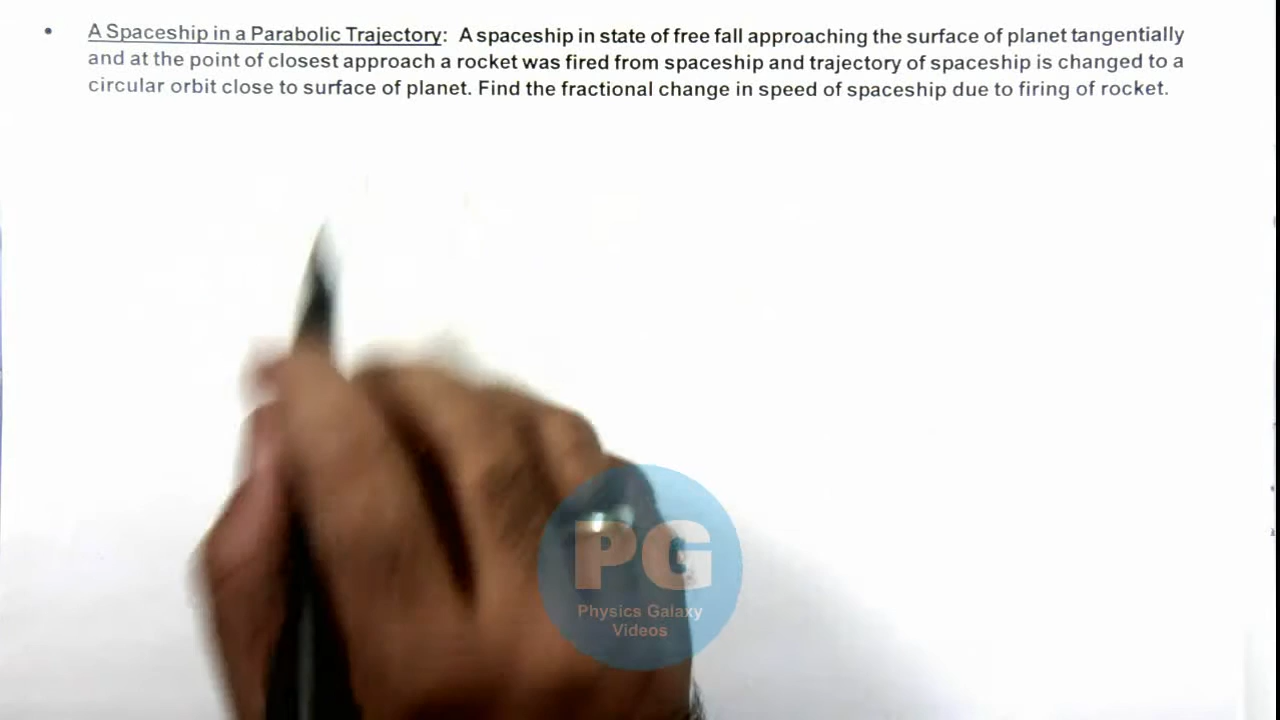 • A Spaceship in a Parabolic Trajectory: A spaceship in state of free fall approaching the surface of planet tangentially
and at the point of closest approach a rocket was fired from spaceship and trajectory of spaceship is changed to a
circular orbit close to surface of planet. Find the fractional change in speed of spaceship due to firing of rocket.
PG
Physics Galaxy
Videos